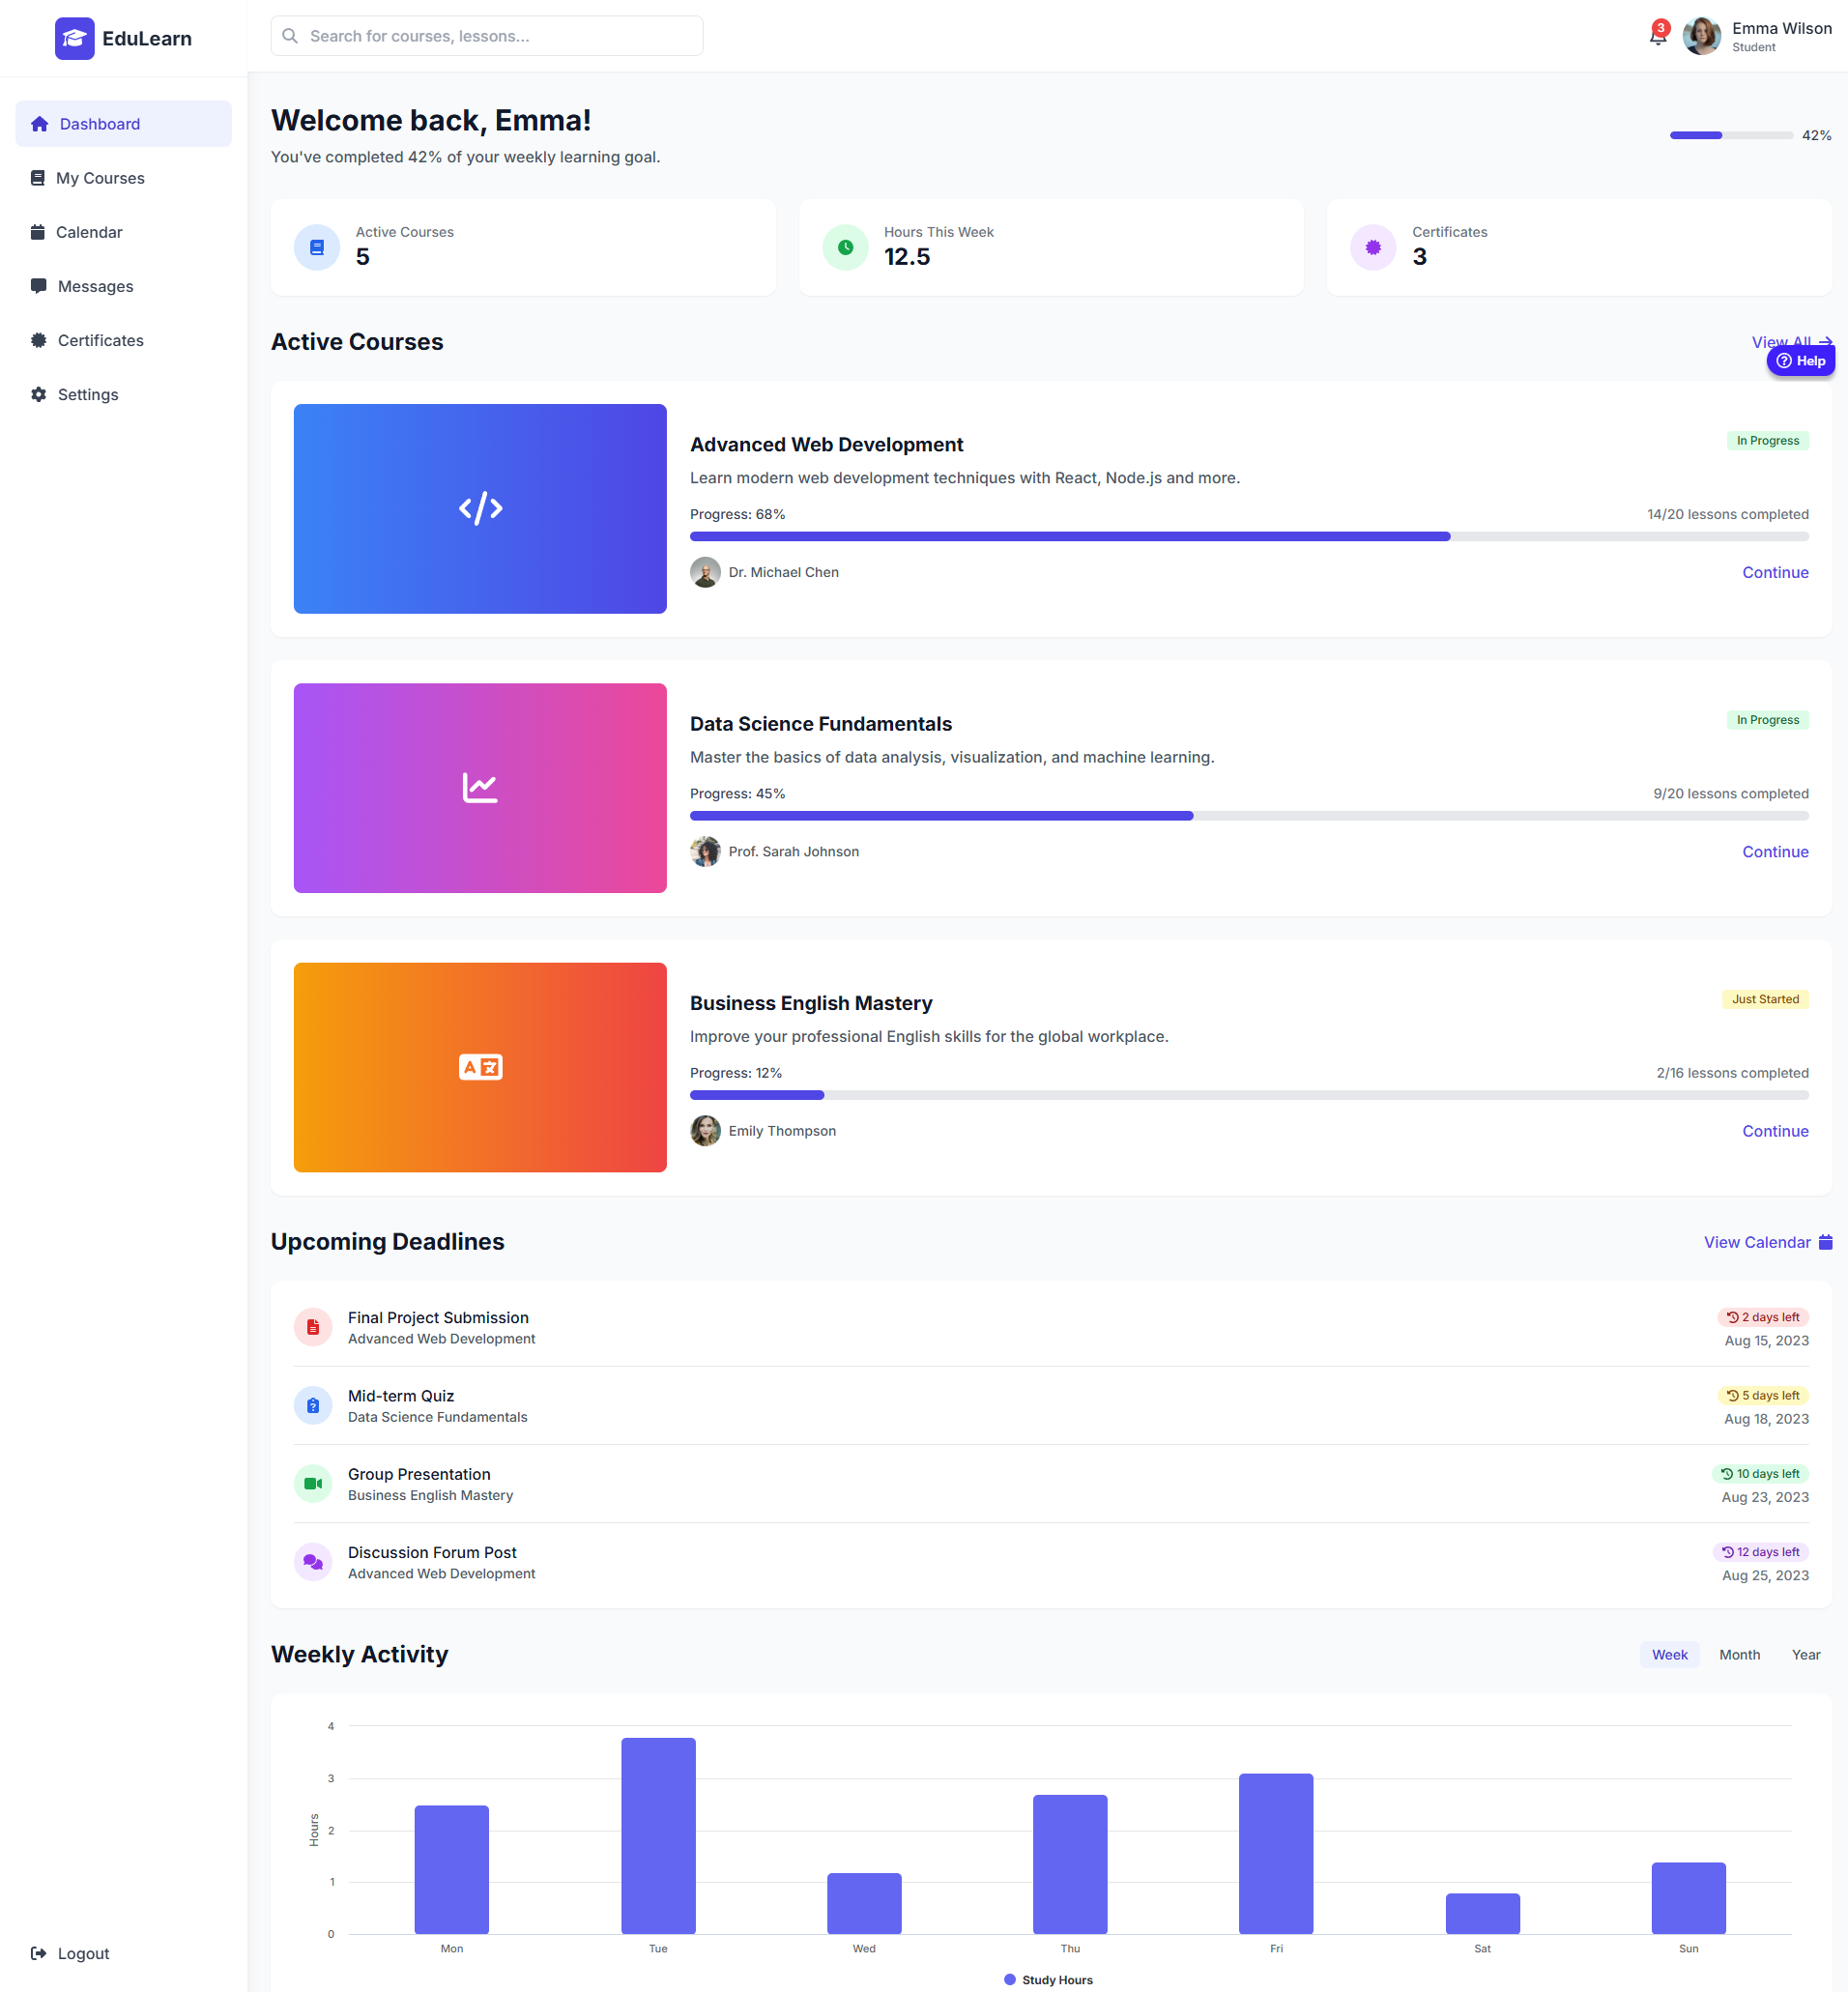 EduLearn
Search for courses, lessons...
3
Emma Wilson
Student
Dashboard
My Courses
Calendar
Messages
Certificates
Settings
Logout
Welcome back, Emma!
You've completed 42% of your weekly learning goal.
42%
Active Courses
5
Hours This Week
12.5
Certificates
3
Active Courses
View All
Help
Advanced Web Development
In Progress
Learn modern web development techniques with React, Node.js and more.
Progress: 68%
14/20 lessons completed
Dr. Michael Chen
Continue
Data Science Fundamentals
In Progress
Master the basics of data analysis, visualization, and machine learning.
Progress: 45%
9/20 lessons completed
Prof. Sarah Johnson
Continue
A
Business English Mastery
Just Started
Improve your professional English skills for the global workplace.
Progress: 12%
2/16 lessons completed
Emily Thompson
Continue
Upcoming Deadlines
View Calendar
Final Project Submission
2 days left
Advanced Web Development
Aug 15, 2023
Mid-term Quiz
5 days left
Data Science Fundamentals
Aug 18, 2023
Group Presentation
10 days left
Business English Mastery
Aug 23, 2023
Discussion Forum Post
12 days left
Advanced Web Development
Aug 25, 2023
Weekly Activity
Week
Month
Year
4
3
2
1
0
Hours
Mon
Tue
Wed
Thu
Fri
Sat
Sun
Study Hours